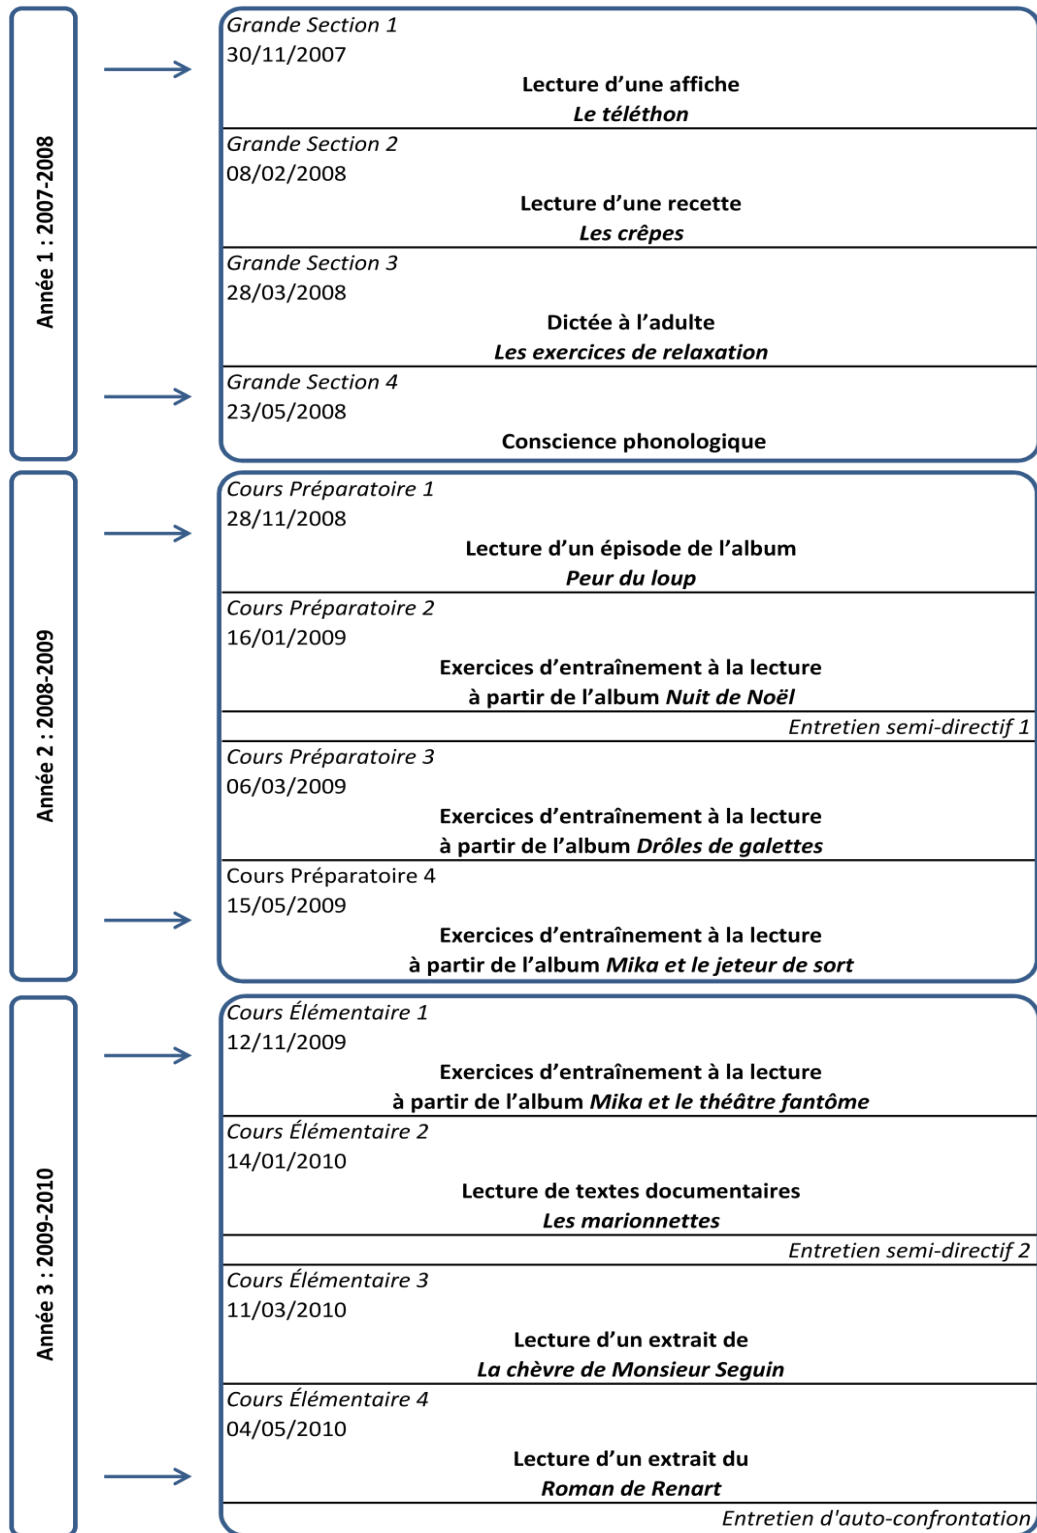 Année 1 : 2007-2008
Grande Section 1
30/11/2007
Lecture d’une affiche
Le téléthon
Grande Section 2
08/02/2008
Lecture d’une recette
Les crêpes
Grande Section 3
28/03/2008
Dictée à l’adulte
Les exercices de relaxation
Grande Section 4
23/05/2008
Conscience phonologique
Année 2 : 2008-2009
Cours Préparatoire 1
28/11/2008
Lecture d’un épisode de l’album
Peur du loup
Cours Préparatoire 2
16/01/2009
Exercices d’entraînement à la lecture
à partir de l’album Nuit de Noël
Entretien semi-directif 1
Cours Préparatoire 3
06/03/2009
Exercices d’entraînement à la lecture
à partir de l’album Drôles de galettes
Cours Préparatoire 4
15/05/2009
Exercices d’entraînement à la lecture
à partir de l’album Mika et le jeteur de sort
Année 3 : 2009-2010
Cours Élémentaire 1
12/11/2009
Exercices d’entraînement à la lecture
à partir de l’album Mika et le théâtre fantôme
Cours Élémentaire 2
14/01/2010
Lecture de textes documentaires
Les marionnettes
Entretien semi-directif 2
Cours Élémentaire 3
11/03/2010
Lecture d’un extrait de
La chèvre de Monsieur Seguin
Cours Élémentaire 4
04/05/2010
Lecture d’un extrait du
Roman de Renart
Entretien d'auto-confrontation